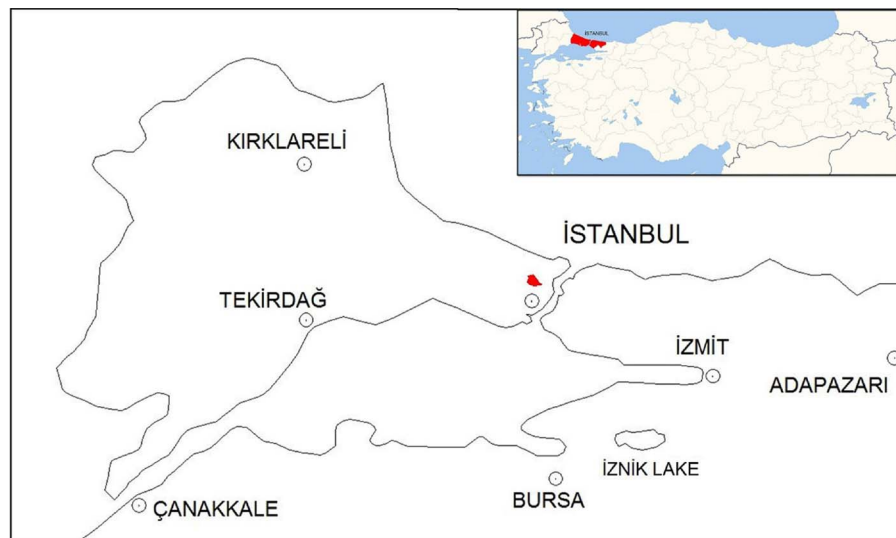 İSTANBUL
KIRKLARELİ
İSTANBUL
TEKİRDAĞ
İZMİT
ADAPAZARI
İZNİK LAKE
BURSA
ÇANAKKALE